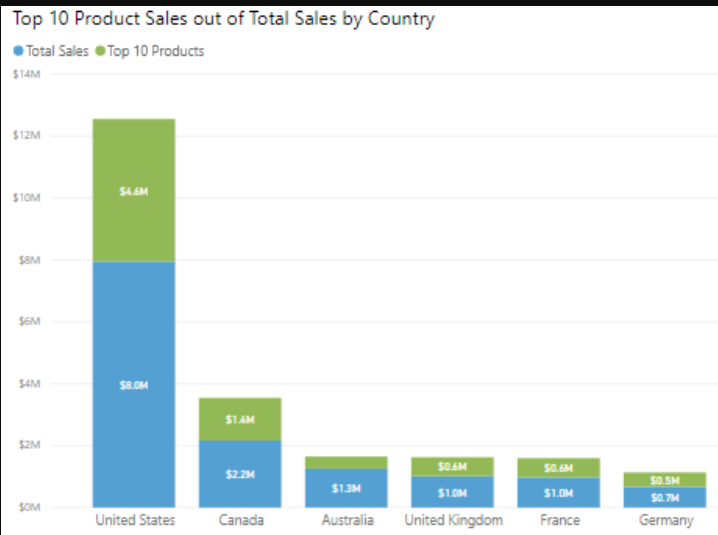 Top 10 Product Sales out of Total Sales by Country
Total Sales Top 10 Products
$14M
$12M
$10M
$8M
$6M
$4M
$2M
$0M
$4.6M
$8.0M
$1.4M
$2.2M
$1.3M
$0.6M
$1.0M
$0.6M
$1.0M
$0.5M
$0.7M
United States Canada Australia United Kingdom France Germany